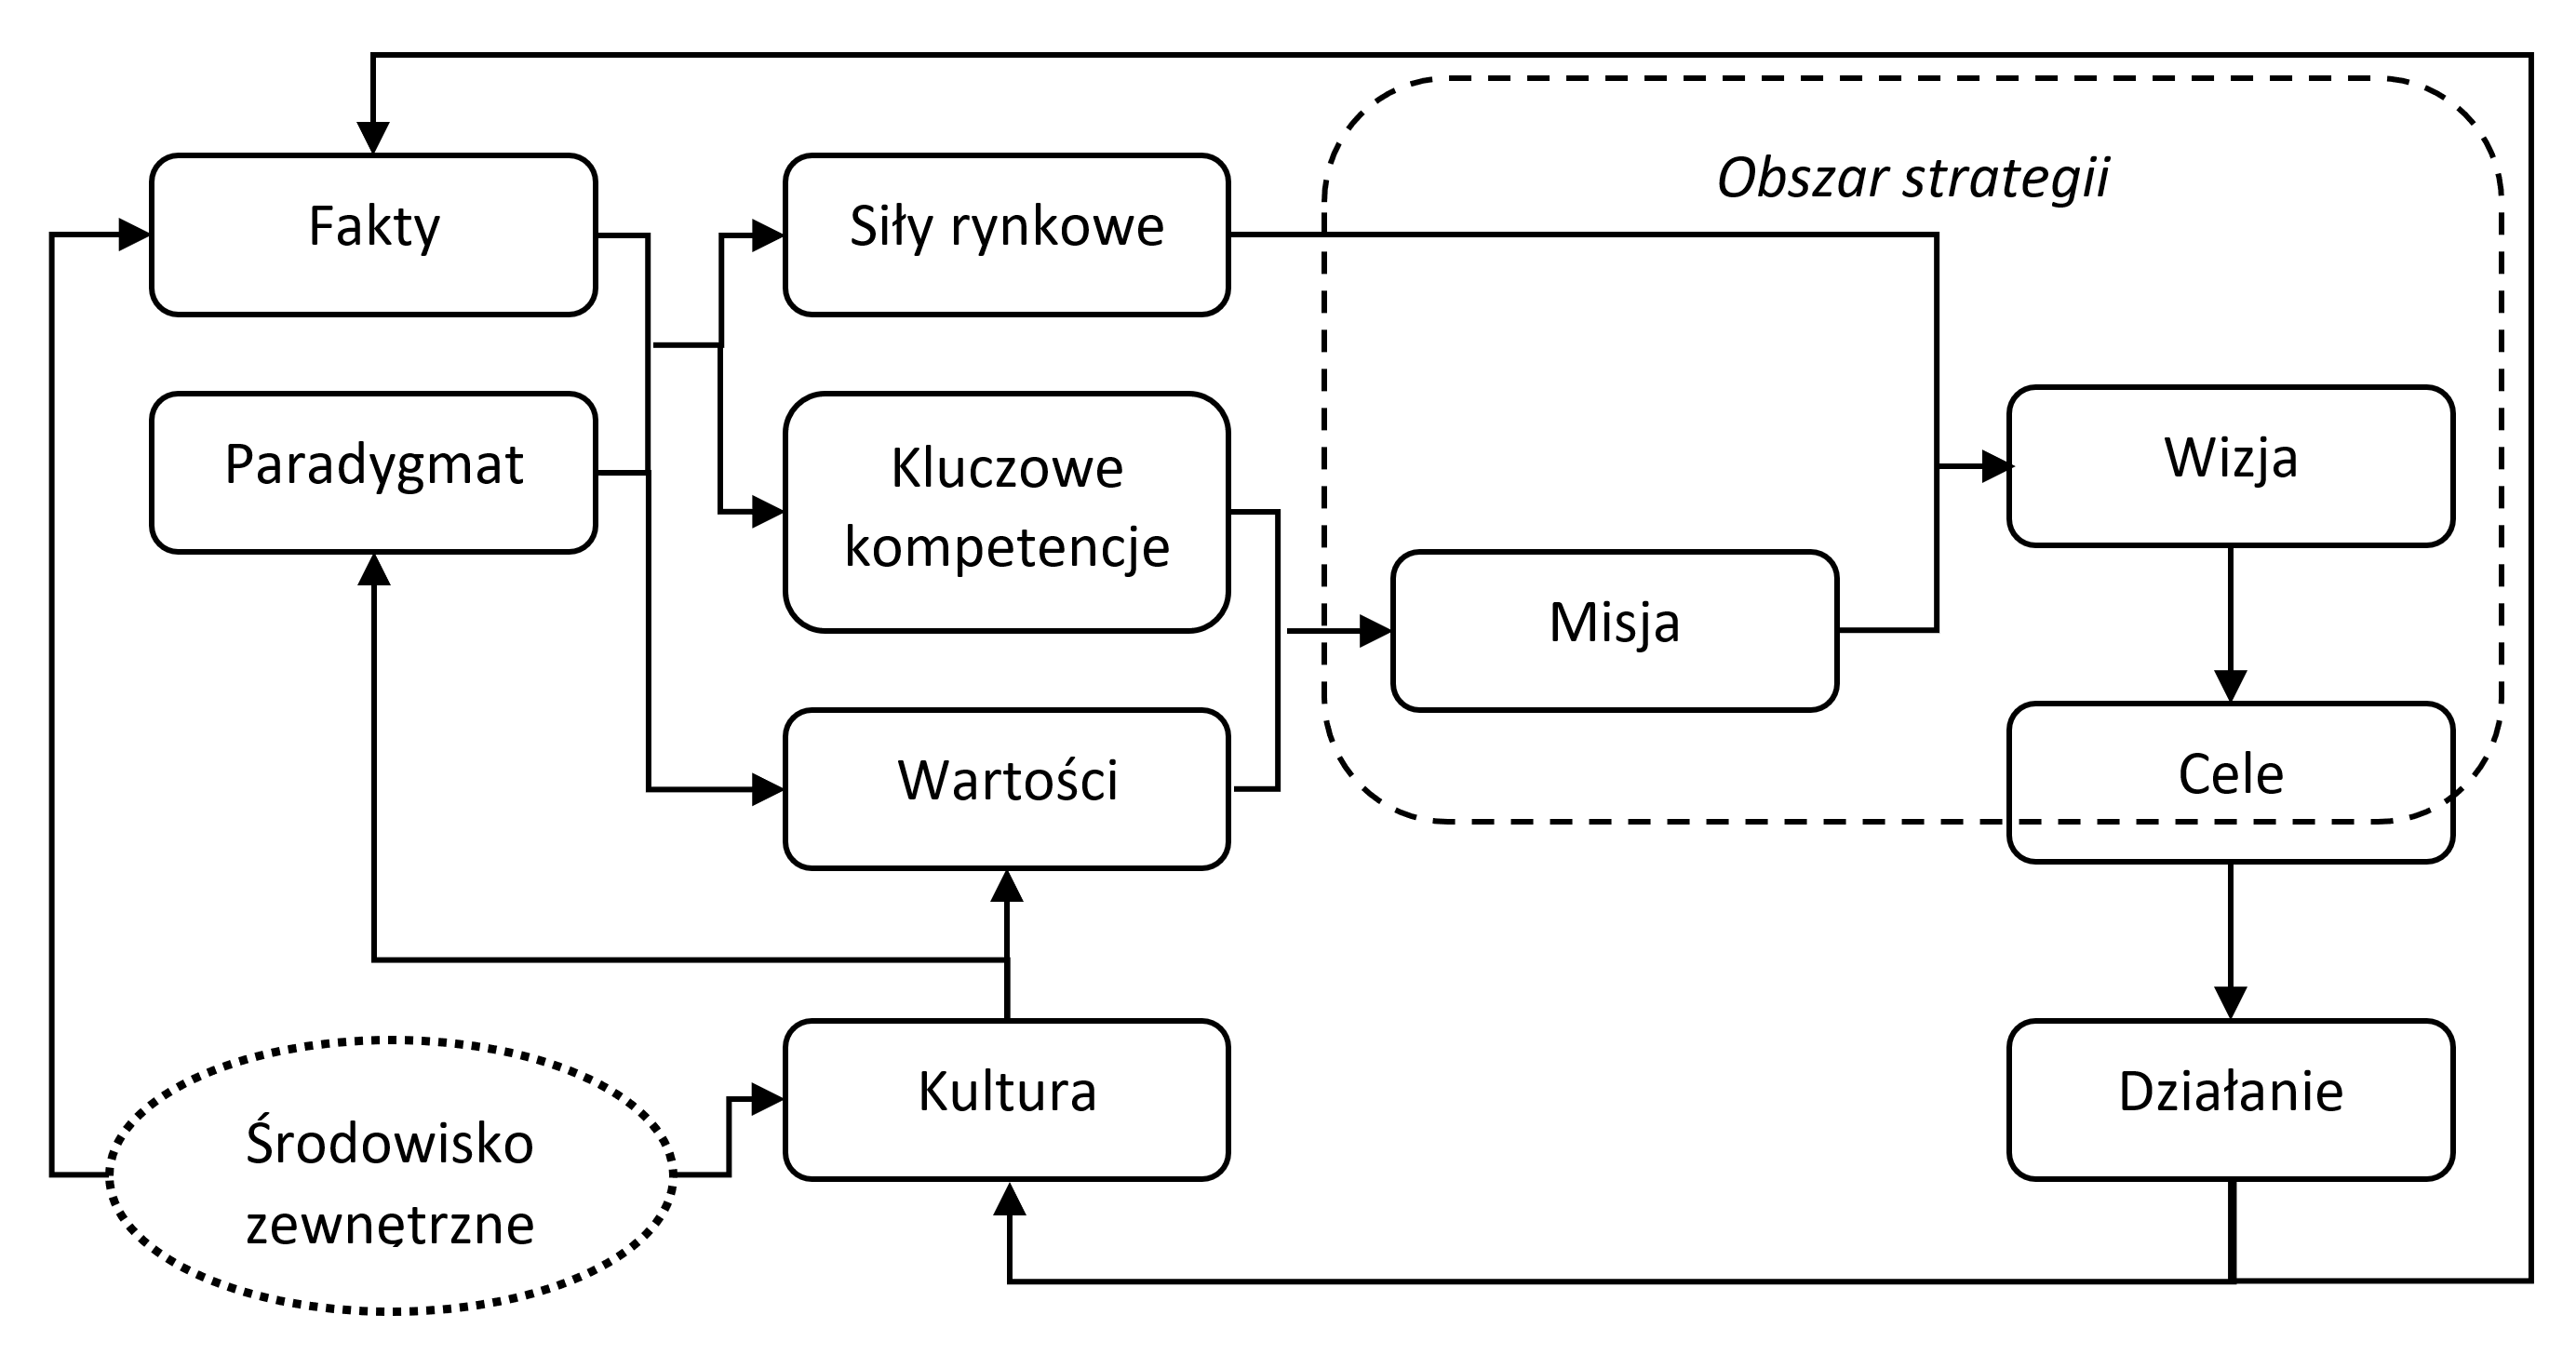 Obszar strategii
Fakty
Siły rynkowe
Paradygmat
Kluczowe
kompetencje
Wizja
Misja
Wartości
Cele
Kultura
Działanie
Środowisko
zewnętrzne